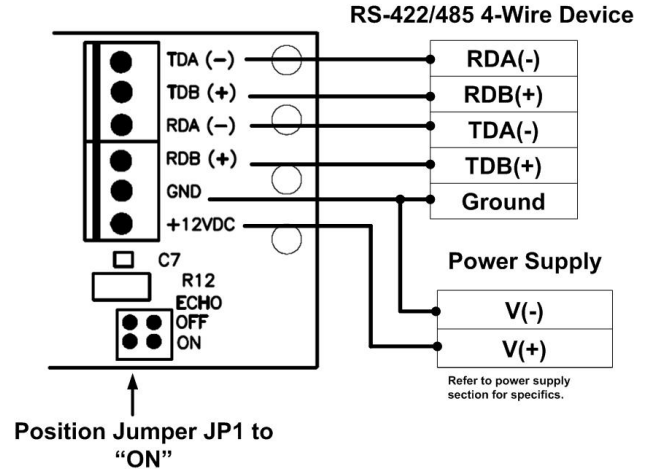 RS-422/485 4-Wire Device
TDA (−)
TDB (+)
RDA (−)
RDB (+)
GND
+12VDC
RDA(-)
RDB(+)
TDA(-)
TDB(+)
Ground
C7
R12
ECHO
OFF
ON
Power Supply
V(-)
V(+)
Refer to power supply
section for specifics.
Position Jumper JP1 to
“ON”